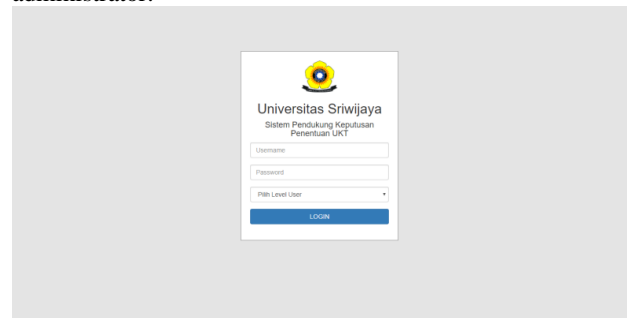 administrator.
Universitas Sriwijaya
Sistem Pendukung Keputusan
Penentuan UKT
Username
Password
Pilih Level User
LOGIN